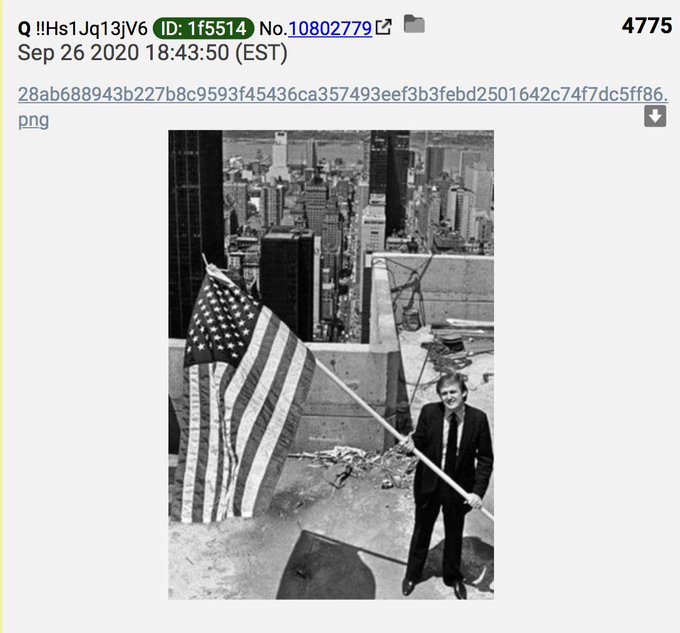 Q !!Hs1Jq13jV6 ID: 1f5514 No.10802779 4775
Sep 26 2020 18:43:50 (EST)
28ab688943b227b8c9593f45436ca357493eef3b3febd2501642c74f7dc5ff86.
png